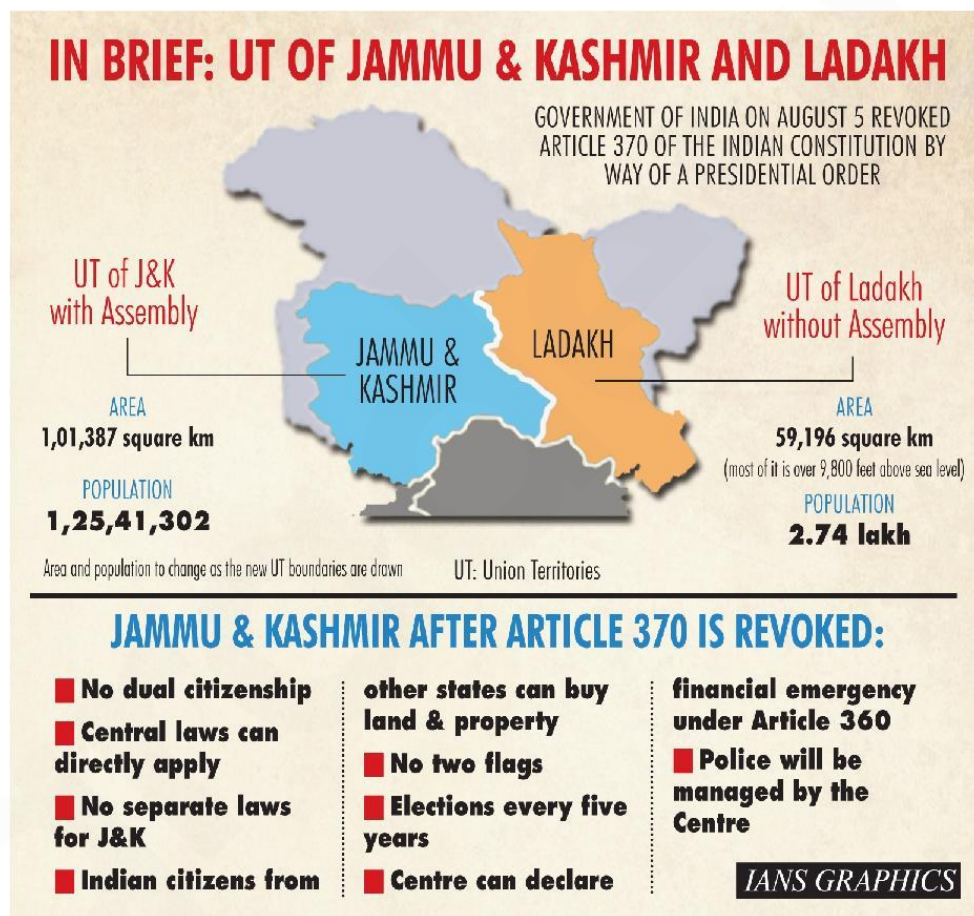 IN BRIEF: UT OF JAMMU & KASHMIR AND LADAKH
GOVERNMENT OF INDIA ON AUGUST 5 REVOKED
ARTICLE 370 OF THE INDIAN CONSTITUTION BY
WAY OF A PRESIDENTIAL ORDER
UT of J&K
with Assembly
AREA
1,01,387 square km
POPULATION
1,25,41,302
JAMMU &
KASHMIR
LADAKH
UT of Ladakh
without Assembly
AREA
59,196 square km
(most of it is over 9,800 feet above sea level)
POPULATION
2.74 lakh
Area and population to change as the new UT boundaries are drawn
UT: Union Territories
JAMMU & KASHMIR AFTER ARTICLE 370 IS REVOKED:
No dual citizenship
Central laws can
directly apply
No separate laws
for J&K
Indian citizens from
other states can buy
land & property
No two flags
Elections every five
years
Centre can declare
financial emergency
under Article 360
Police will be
managed by the
Centre
IANS GRAPHICS